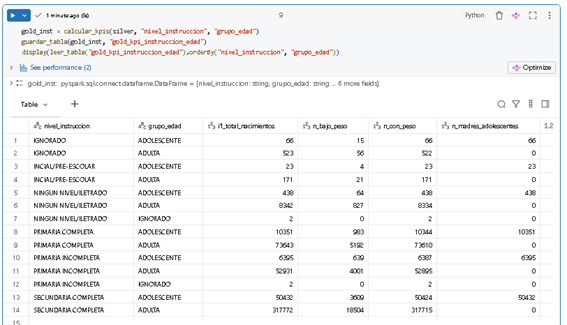 1 minute ago (5s)
9
Python
gold_inst = calcular_kpis(silver, "nivel_instruccion", "grupo_edad")
guardar_tabla(gold_inst, "gold_kpi_instruccion_edad")
display(leer_tabla("gold_kpi_instruccion_edad").orderBy("nivel_instruccion", "grupo_edad"))
See performance (2)
Optimize
gold_inst: pyspark.sql.connect.dataframe.DataFrame = [nivel_instruccion: string, grupo_edad: string ... 6 more fields]
Table
nivel_instruccion grupo_edad i1_total_nacimientos n_bajo_peso n_con_peso n_madres_adolescentes 1.2
1 IGNORADO ADOLESCENTE 66 15 66 66
2 IGNORADO ADULTA 523 56 522 0
3 INCIAL/PRE-ESCOLAR ADOLESCENTE 23 4 23 23
4 INCIAL/PRE-ESCOLAR ADULTA 171 21 171 0
5 NINGUN NIVEL/ILETRADO ADOLESCENTE 438 64 438 438
6 NINGUN NIVEL/ILETRADO ADULTA 8342 827 8334 0
7 NINGUN NIVEL/ILETRADO IGNORADO 2 0 2 0
8 PRIMARIA COMPLETA ADOLESCENTE 10351 983 10344 10351
9 PRIMARIA COMPLETA ADULTA 73643 5192 73610 0
10 PRIMARIA INCOMPLETA ADOLESCENTE 6395 639 6387 6395
11 PRIMARIA INCOMPLETA ADULTA 52931 4001 52895 0
12 PRIMARIA INCOMPLETA IGNORADO 2 0 2 0
13 SECUNDARIA COMPLETA ADOLESCENTE 50432 3609 50424 50432
14 SECUNDARIA COMPLETA ADULTA 317772 18504 317715 0
15